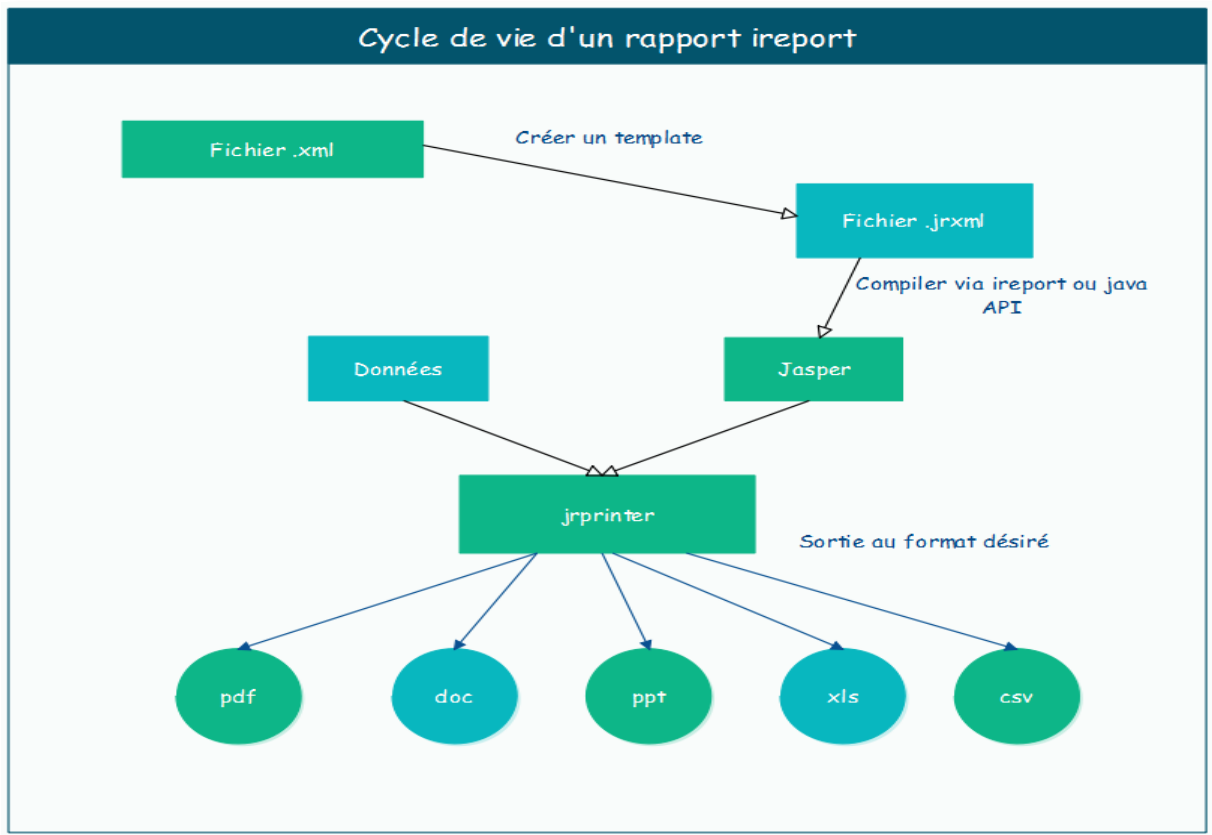 Cycle de vie d'un rapport ireport
Fichier .xml
Créer un template
Fichier .jrxml
Compiler via ireport ou java
API
Données
Jasper
jrprinter
Sortie au format désiré
pdf
doc
ppt
xls
csv